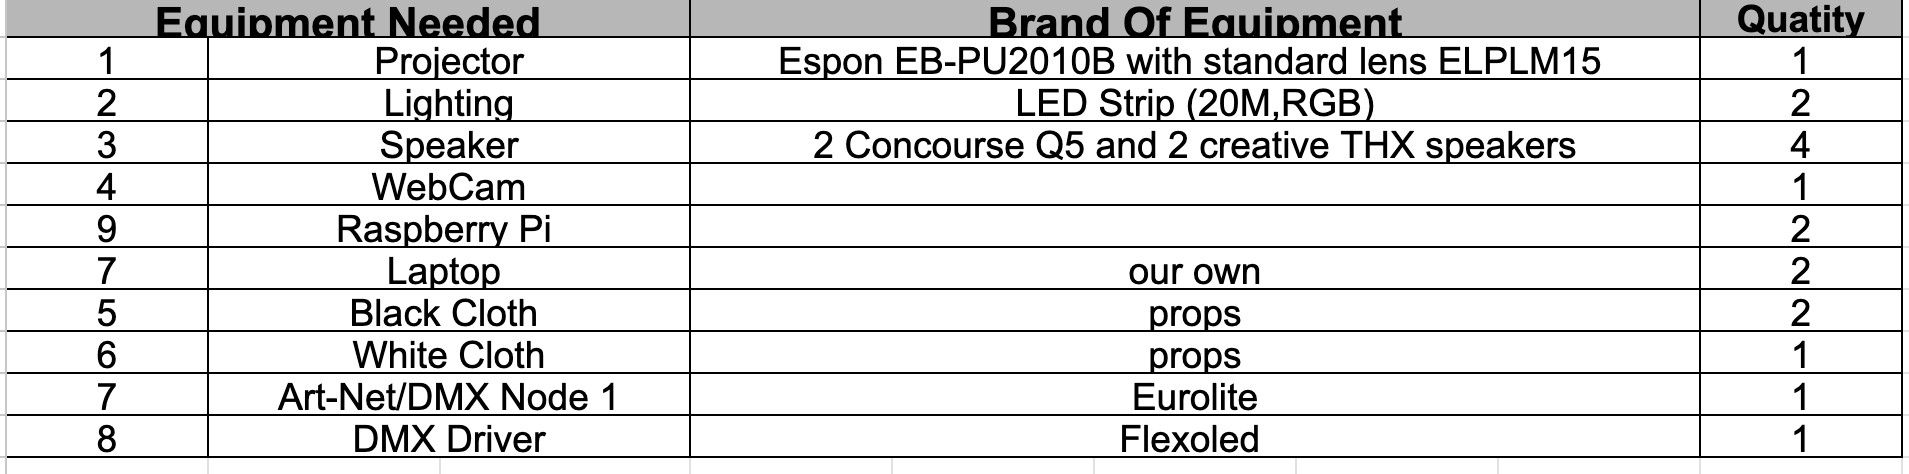 Equipment Needed Brand Of Equipment Quatity
1 Projector Espon EB-PU2010B with standard lens ELPLM15 1
2 Lighting LED Strip (20M,RGB) 2
3 Speaker 2 Concourse Q5 and 2 creative THX speakers 4
4 WebCam 1
9 Raspberry Pi 2
7 Laptop our own 2
5 Black Cloth props 2
6 White Cloth props 1
7 Art-Net/DMX Node 1 Eurolite 1
8 DMX Driver Flexoled 1